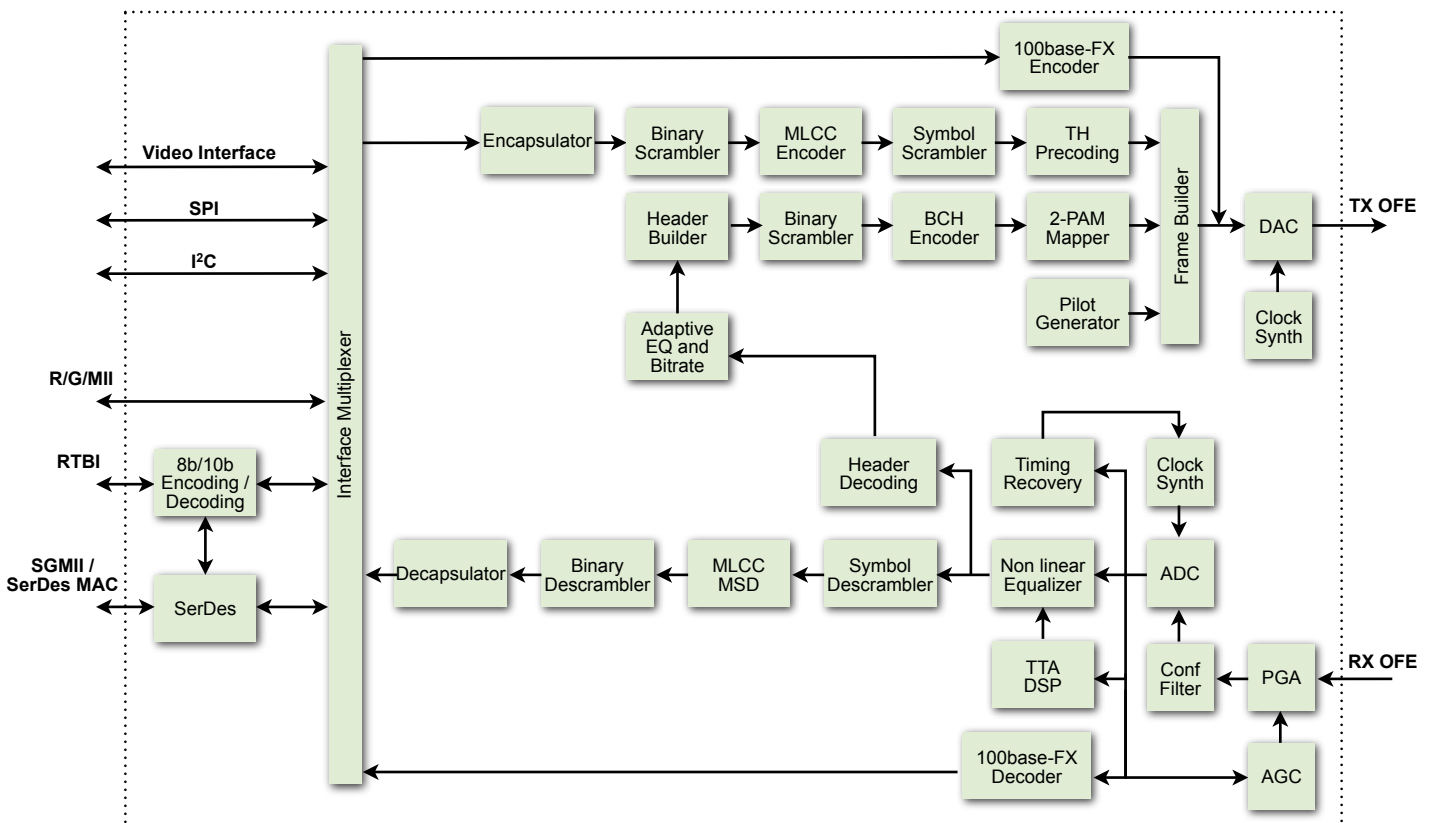 100base-FX
Encoder
Encapsulator
Binary
Scrambler
MLCC
Encoder
Symbol
Scrambler
TH
Precoding
Video Interface
SPI
I²C
Header
Builder
Binary
Scrambler
BCH
Encoder
2-PAM
Mapper
Frame Builder
DAC
TX OFE
Pilot
Generator
Clock
Synth
Adaptive
EQ and
Bitrate
R/G/MII
Interface Multiplexer
RTBI
8b/10b
Encoding /
Decoding
Header
Decoding
Timing
Recovery
Clock
Synth
SGMII /
SerDes MAC
SerDes
Decapsulator
Binary
Descrambler
MLCC
MSD
Symbol
Descrambler
Non linear
Equalizer
ADC
TTA
DSP
Conf
Filter
PGA
RX OFE
100base-FX
Decoder
AGC